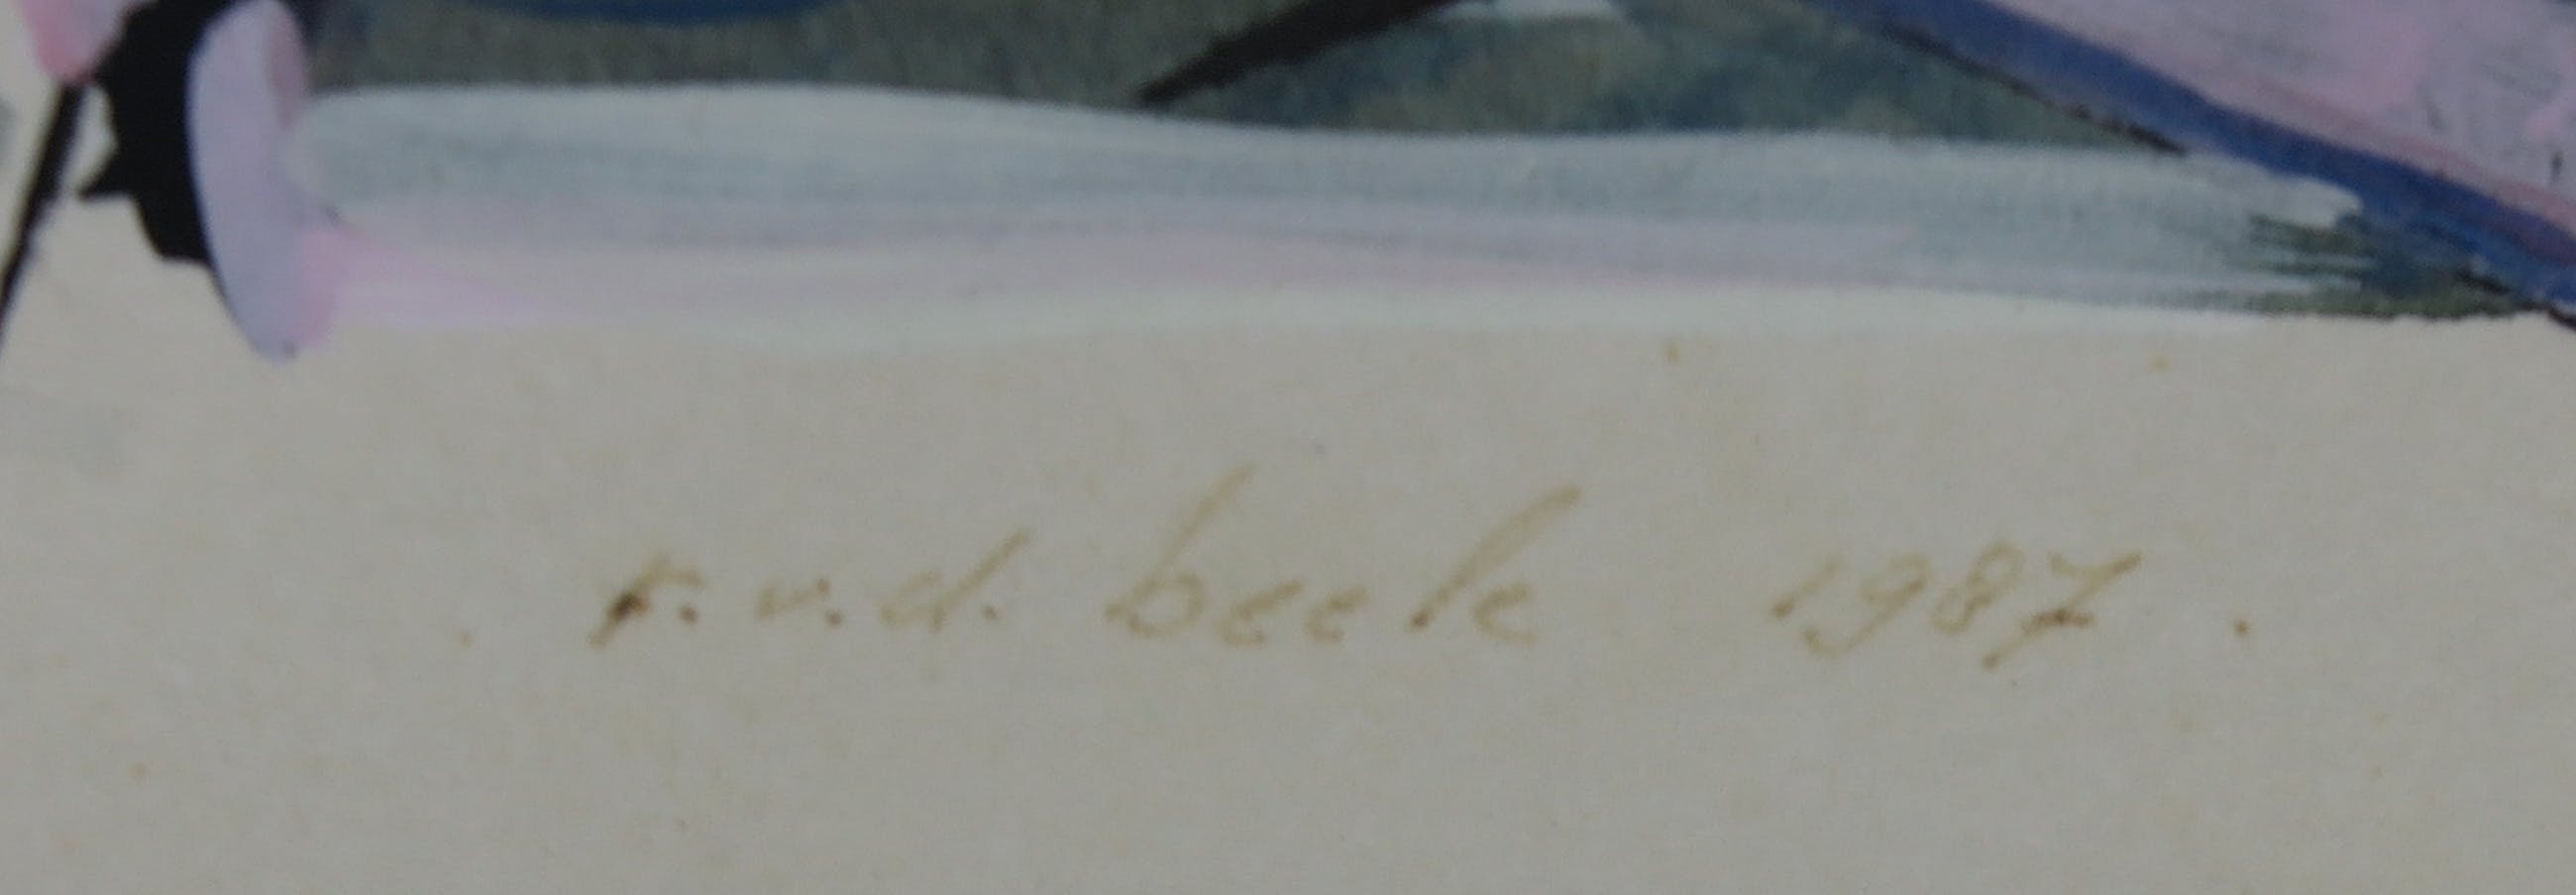 r. v. d. beek 1987.